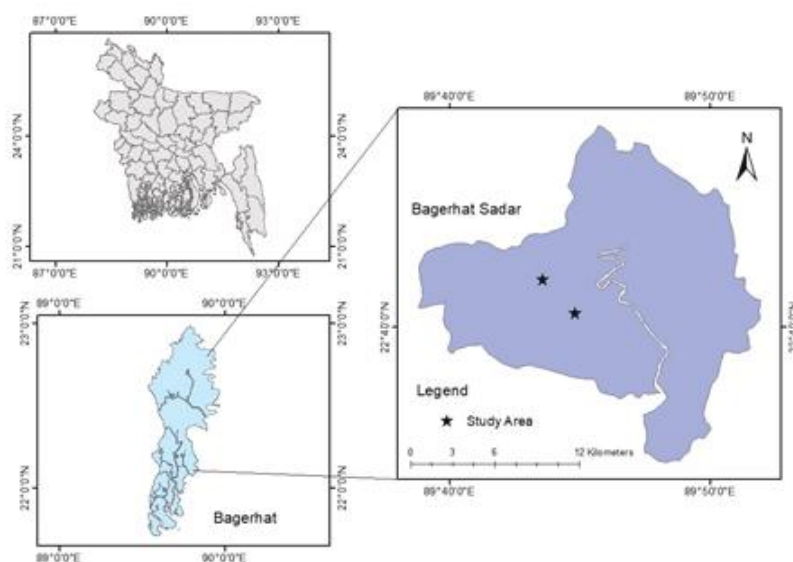 87°0'0"E 90°0'0"E 93°0'0"E
24°0'0"N
24°0'0"N
21°0'0"N
21°0'0"N
87°0'0"E 90°0'0"E 93°0'0"E
89°0'0"E 90°0'0"E
23°0'0"N
23°0'0"N
22°0'0"N
22°0'0"N
Bagerhat
89°0'0"E 90°0'0"E
89°40'0"E 89°50'0"E
N
Bagerhat Sadar
22°40'0"N
Legend
Study Area
0 3 6 12 Kilometers
89°40'0"E 89°50'0"E